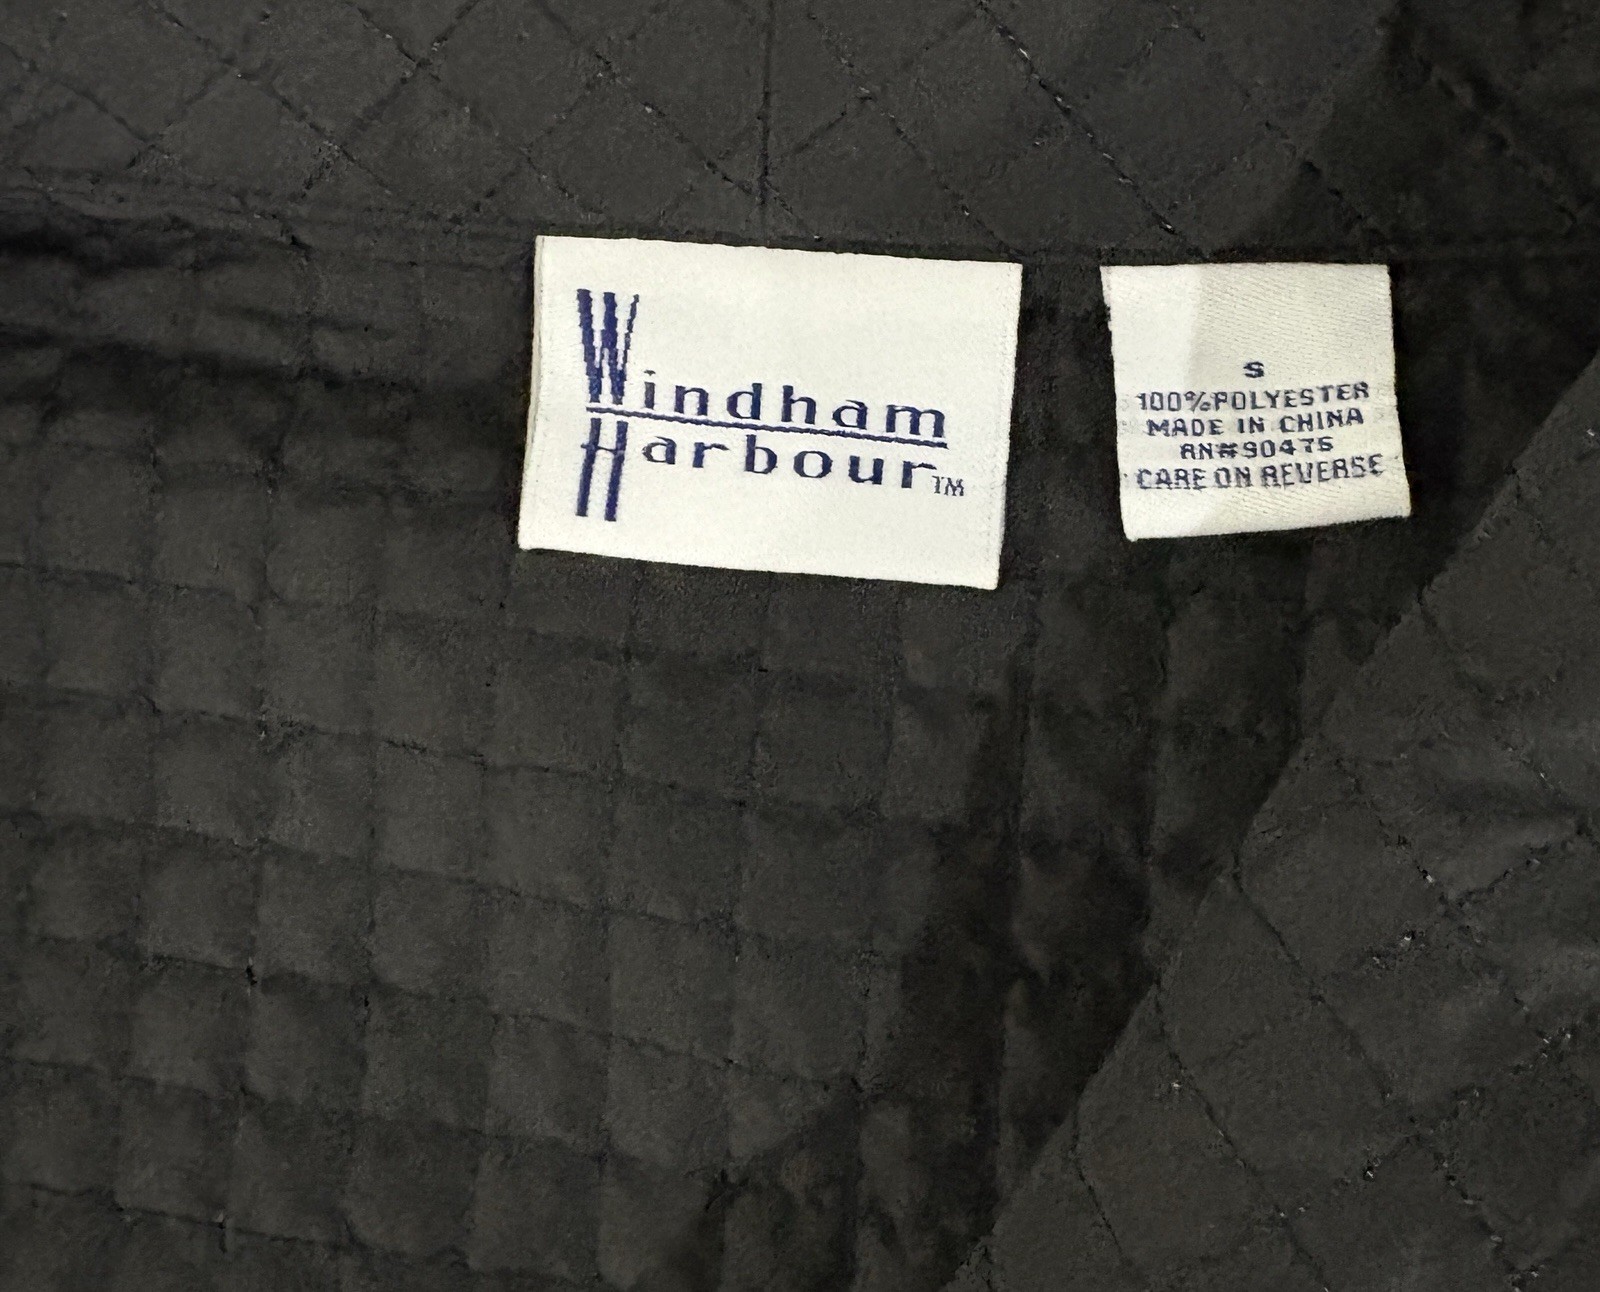 Windham
Harbour™
S
100%POLYESTER
MADE IN CHINA
RN#90475
CARE ON REVERSE